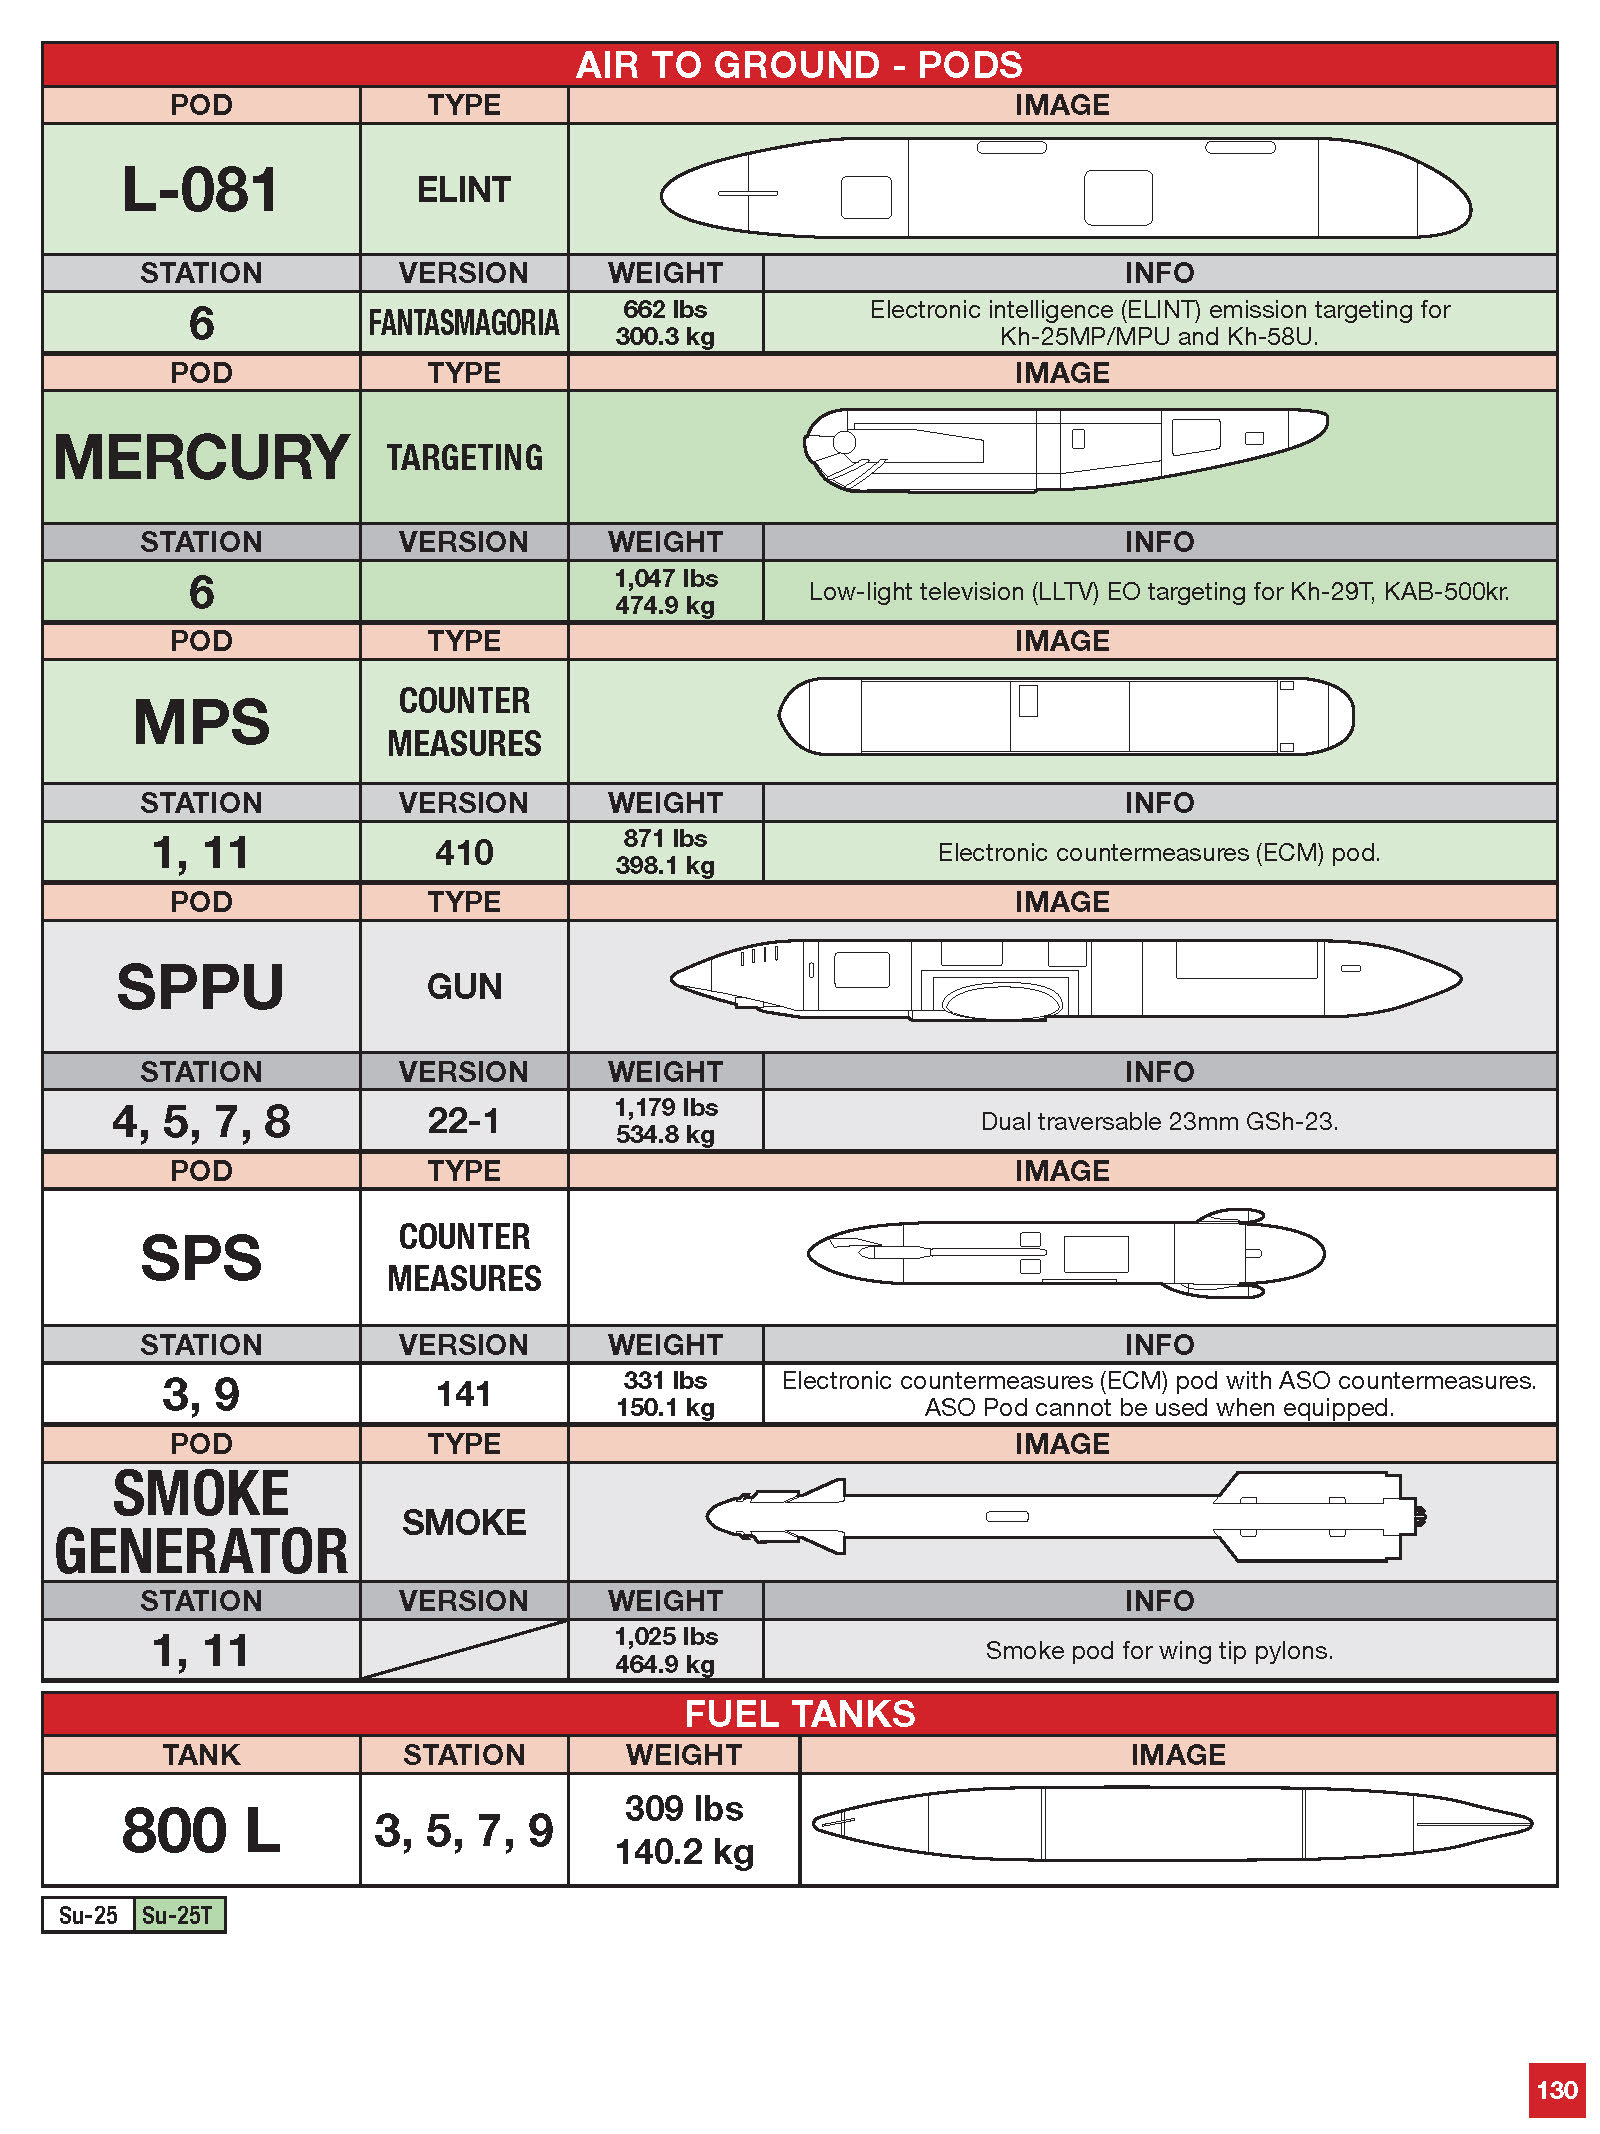 AIR TO GROUND - PODS
POD TYPE IMAGE
L-081 ELINT
STATION VERSION WEIGHT INFO
6 FANTASMAGORIA 662 lbs 300.3 kg Electronic intelligence (ELINT) emission targeting for
Kh-25MP/MPU and Kh-58U.
POD TYPE IMAGE
MERCURY TARGETING
STATION VERSION WEIGHT INFO
6 1,047 lbs 474.9 kg Low-light television (LLTV) EO targeting for Kh-29T, KAB-500kr.
POD TYPE IMAGE
MPS COUNTER
MEASURES
STATION VERSION WEIGHT INFO
1, 11 410 871 lbs 398.1 kg Electronic countermeasures (ECM) pod.
POD TYPE IMAGE
SPPU GUN
STATION VERSION WEIGHT INFO
4, 5, 7, 8 22-1 1,179 lbs 534.8 kg Dual traversable 23mm GSh-23.
POD TYPE IMAGE
SPS COUNTER
MEASURES
STATION VERSION WEIGHT INFO
3, 9 141 331 lbs 150.1 kg Electronic countermeasures (ECM) pod with ASO countermeasures.
ASO Pod cannot be used when equipped.
POD TYPE IMAGE
SMOKE
GENERATOR SMOKE
STATION VERSION WEIGHT INFO
1, 11 1,025 lbs 464.9 kg Smoke pod for wing tip pylons.
FUEL TANKS
TANK STATION WEIGHT IMAGE
800 L 3, 5, 7, 9 309 lbs
140.2 kg
Su-25 Su-25T
130